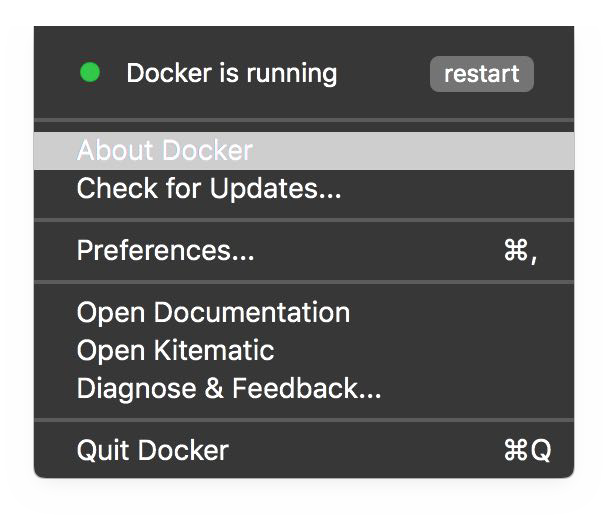 Docker is running restart
About Docker
Check for Updates...
Preferences... ⌘,
Open Documentation
Open Kitematic
Diagnose & Feedback...
Quit Docker ⌘Q